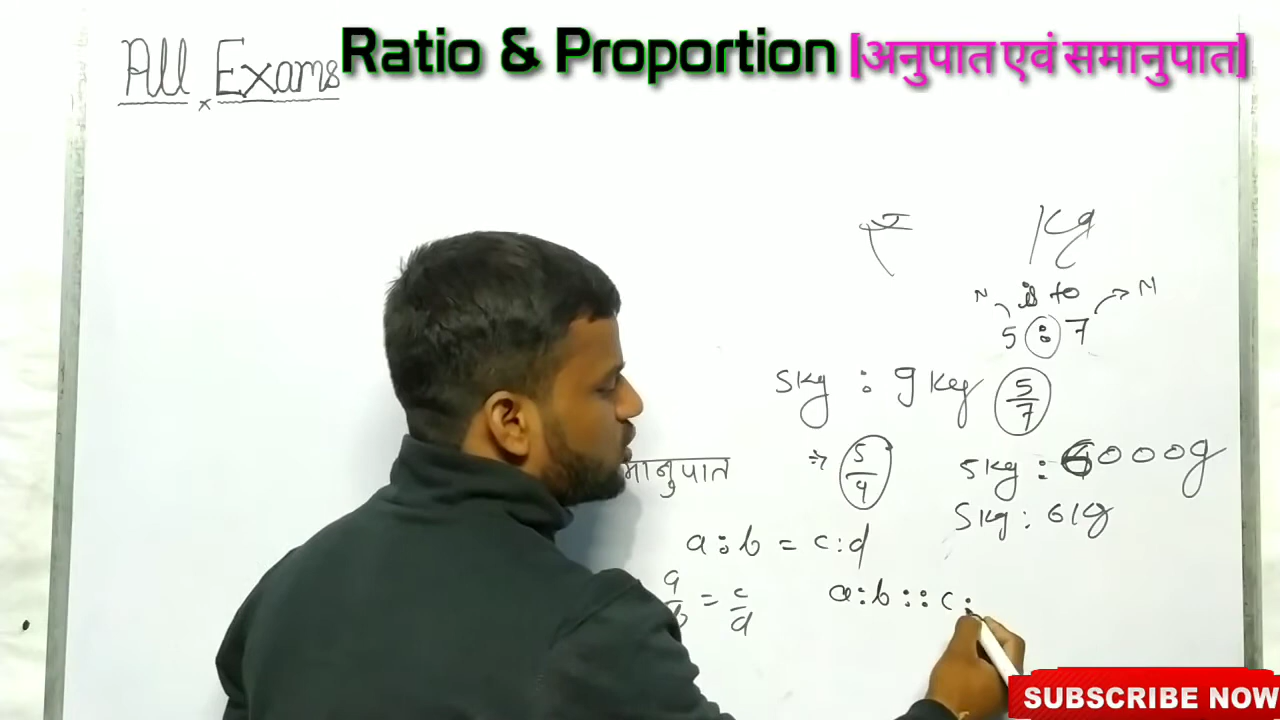 All Exams Ratio & Proportion [अनुपात एवं समानुपात]
Kg
N is to N
5 : 7
5kg : 9kg 5/7
मानुपात ⇒ 5/9 5kg : 6000g
5kg : 6kg
a : b = c : d
a/b = c/d a : b :: c :
SUBSCRIBE NOW